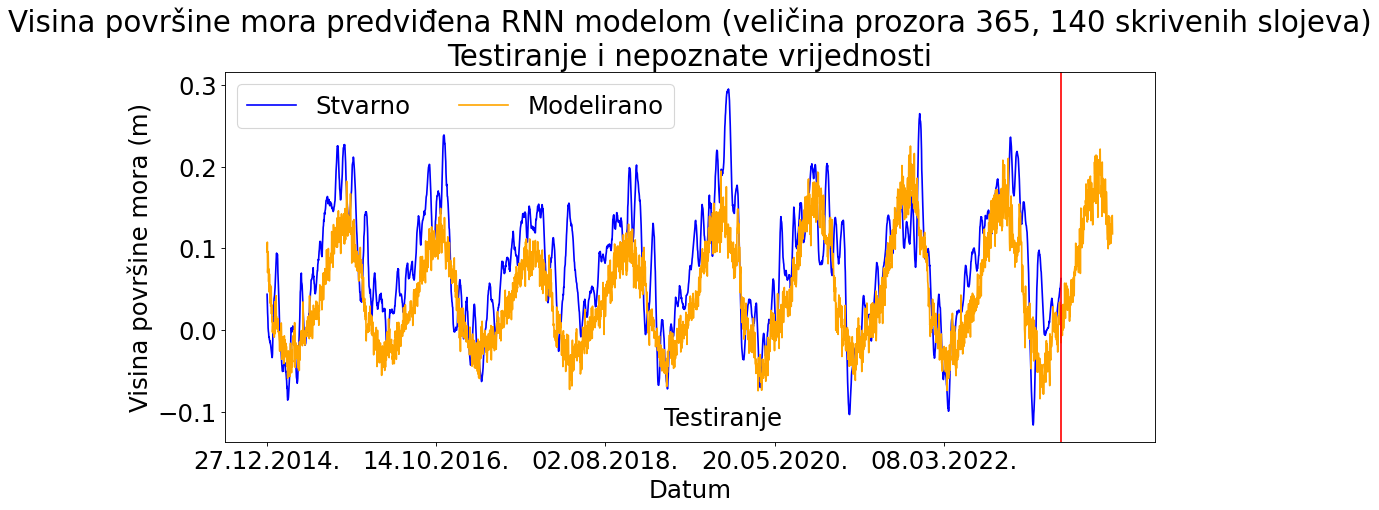 Visina površine mora predviđena RNN modelom (veličina prozora 365, 140 skrivenih slojeva)
Testiranje i nepoznate vrijednosti
Stvarno
Modelirano
Visina površine mora (m)
0.3
0.2
0.1
0.0
−0.1
Testiranje
27.12.2014.
14.10.2016.
02.08.2018.
20.05.2020.
08.03.2022.
Datum